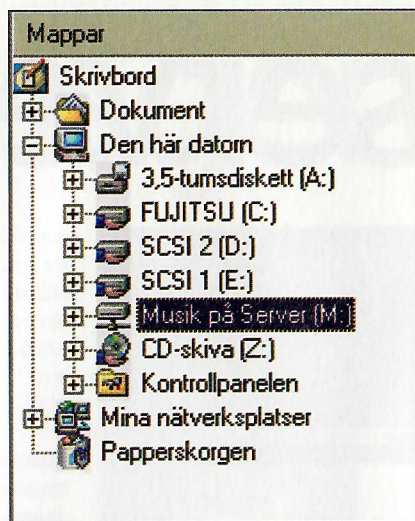 Mappar
Skrivbord
Dokument
Den här datorn
3,5-tumsdiskett (A:)
FUJITSU (C:)
SCSI 2 (D:)
SCSI 1 (E:)
Musik på Server (M:)
CD-skiva (Z:)
Kontrollpanelen
Mina nätverksplatser
Papperskorgen